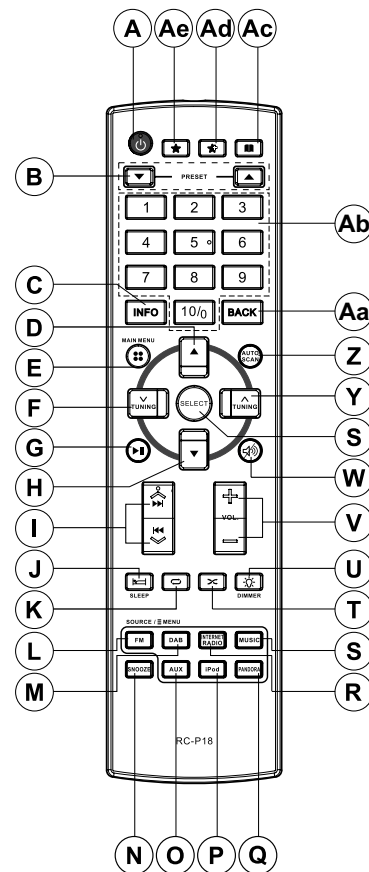 A Ae Ad Ac
B PRESET
1 2 3 Ab
4 5 6
7 8 9
C INFO 10/0 BACK Aa
D
E MAIN MENU AUTO SCAN Z
F TUNING SELECT TUNING Y
S
G W
H
I VOL. V
J SLEEP DIMMER U
K T
SOURCE / MENU
L FM DAB INTERNET RADIO MUSIC S
M R
SNOOZE AUX iPod PANDORA
RC-P18
N O P Q